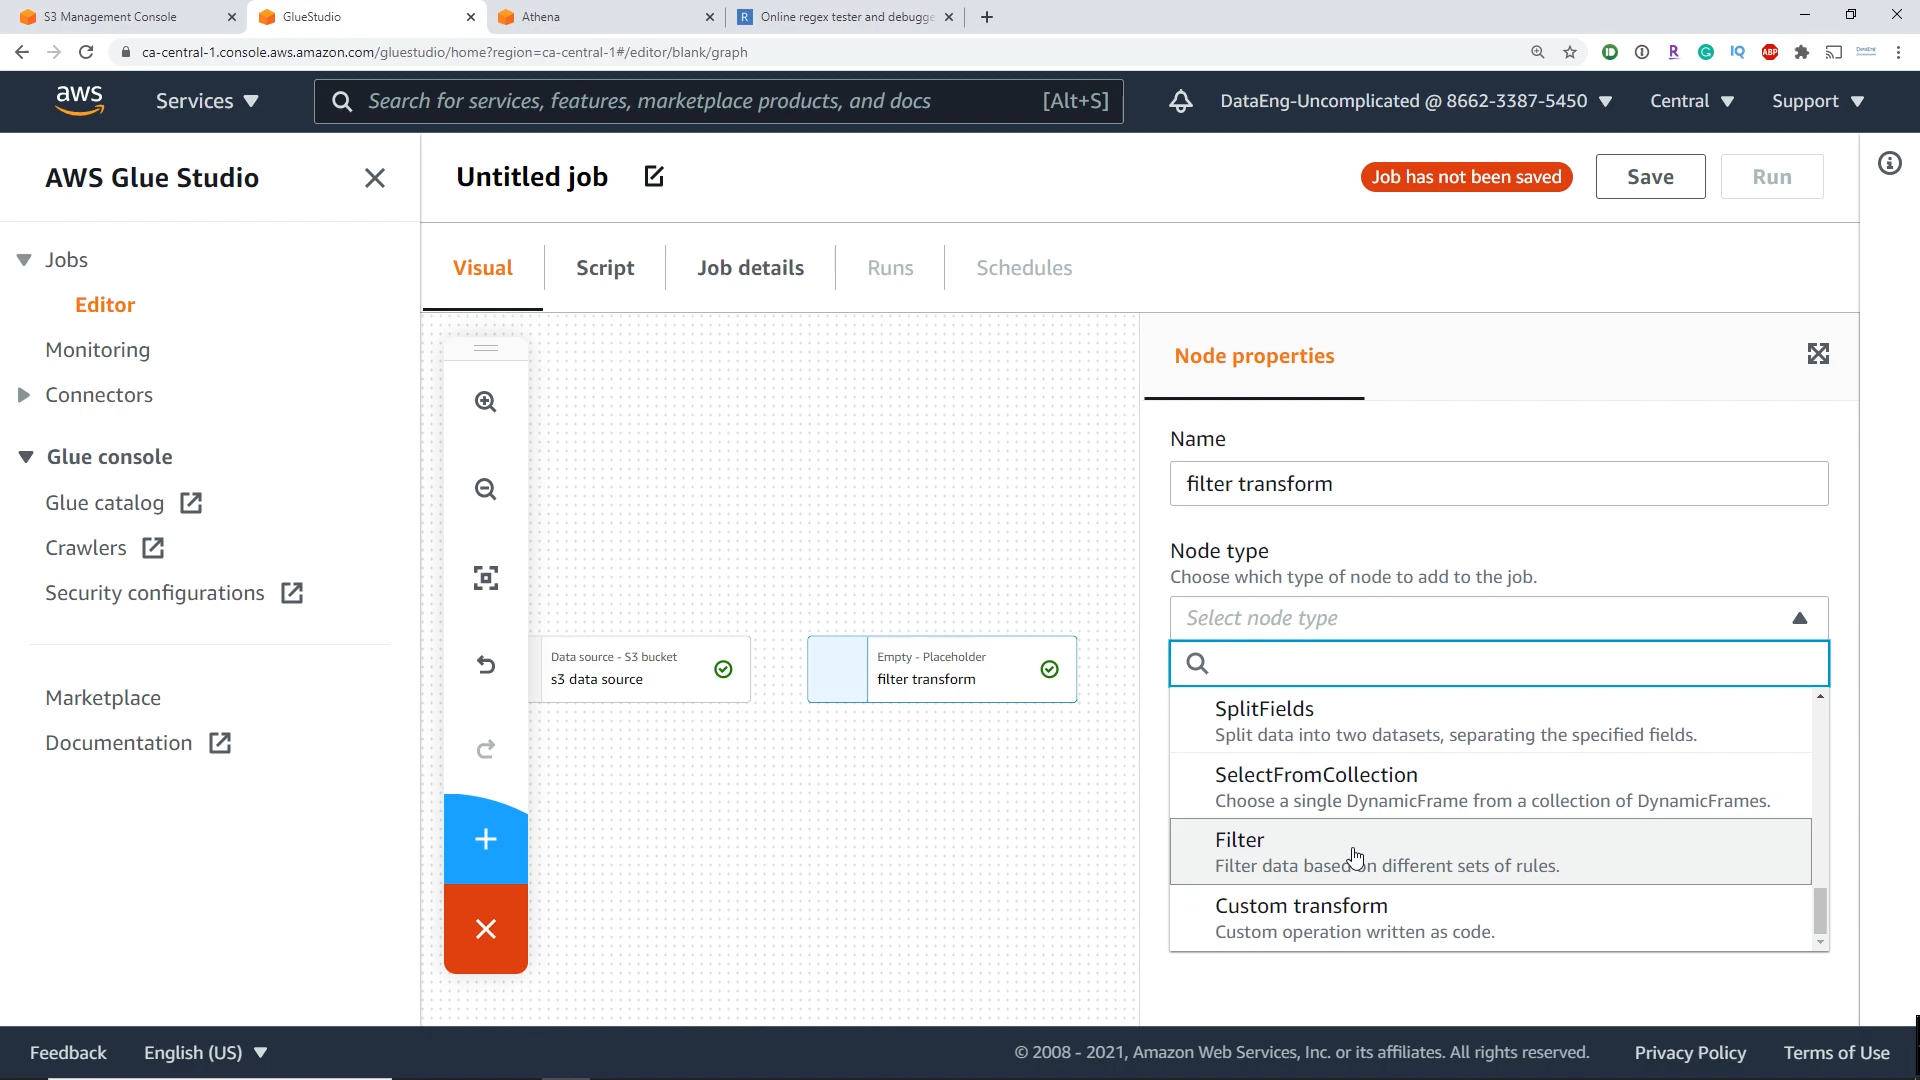 S3 Management Console
GlueStudio
Athena
Online regex tester and debugge
ca-central-1.console.aws.amazon.com/gluestudio/home?region=ca-central-1#/editor/blank/graph
aws
Services
Search for services, features, marketplace products, and docs
[Alt+S]
DataEng-Uncomplicated @ 8662-3387-5450
Central
Support
AWS Glue Studio
Untitled job
Job has not been saved
Save
Run
Jobs
Editor
Monitoring
Connectors
Glue console
Glue catalog
Crawlers
Security configurations
Marketplace
Documentation
Visual
Script
Job details
Runs
Schedules
Data source - S3 bucket
s3 data source
Empty - Placeholder
filter transform
Node properties
Name
filter transform
Node type
Choose which type of node to add to the job.
Select node type
SplitFields
Split data into two datasets, separating the specified fields.
SelectFromCollection
Choose a single DynamicFrame from a collection of DynamicFrames.
Filter
Filter data based on different sets of rules.
Custom transform
Custom operation written as code.
Feedback
English (US)
© 2008 - 2021, Amazon Web Services, Inc. or its affiliates. All rights reserved.
Privacy Policy
Terms of Use